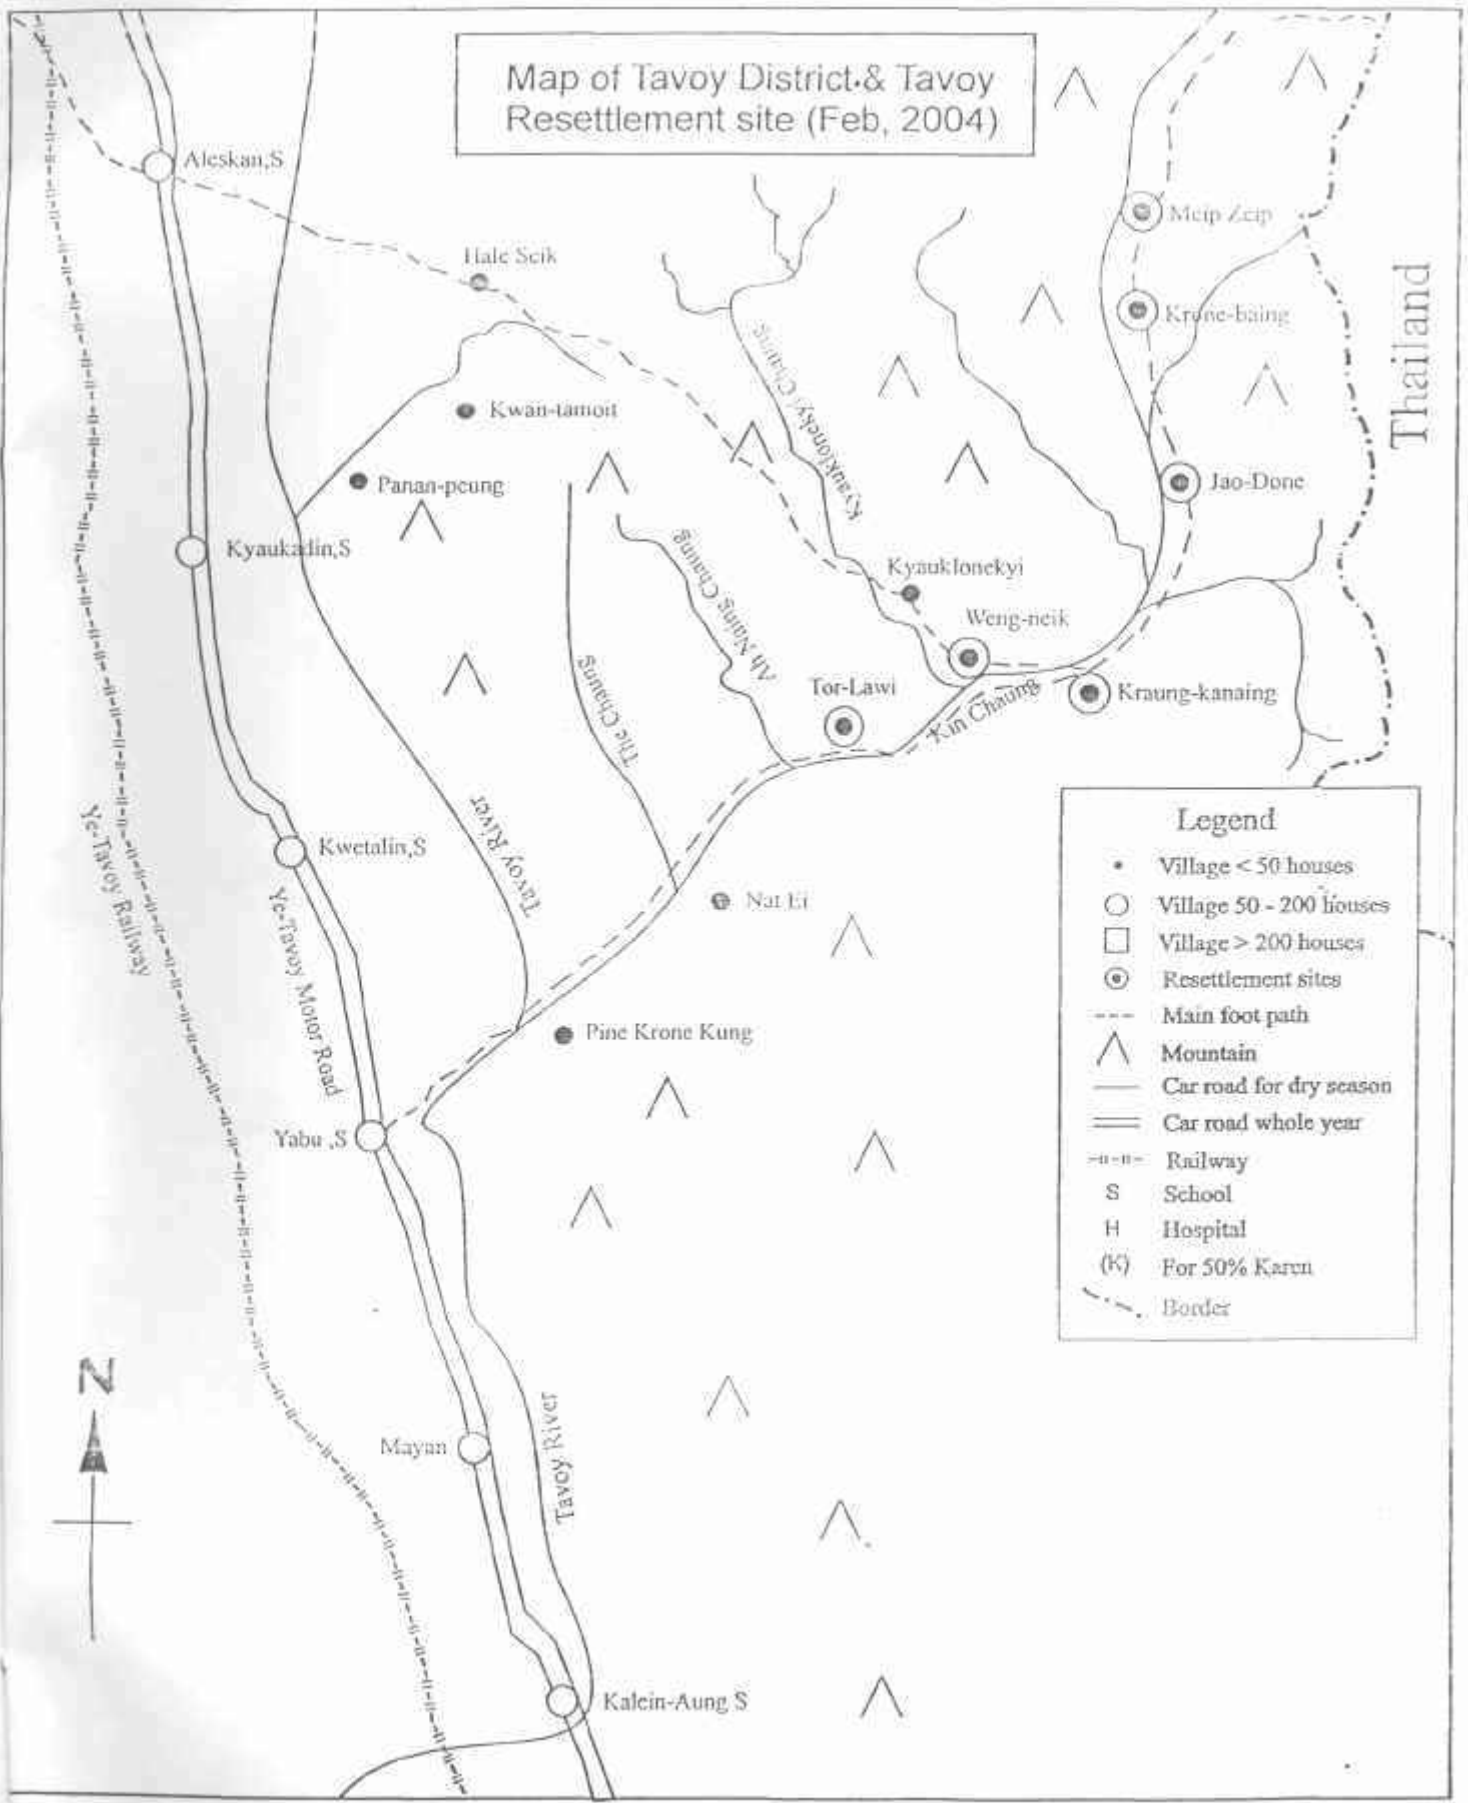 Map of Tavoy District & Tavoy
Resettlement site (Feb, 2004)
Aleskan,S
Meip Zeip
Hale Seik
Krone-baing
Thailand
Kyauklonekyi Chaung
Kwan-tamoit
Panan-peung
Jao-Done
Kyaukadin,S
Kyauklonekyi
Ah Naing Chaung
Weng-neik
The Chaung
Tor-Lawi
Kin Chaung
Kraung-kanaing
Kwetalin,S
Tavoy River
Ye-Tavoy Railway
Nat Ei
Ye-Tavoy Motor Road
Pine Krone Kung
Yabu ,S
Legend
Village < 50 houses
Village 50 - 200 houses
Village > 200 houses
Resettlement sites
Main foot path
Mountain
Car road for dry season
Car road whole year
Railway
S School
H Hospital
(K) For 50% Karen
Border
N
Mayan
Tavoy River
Kalein-Aung S